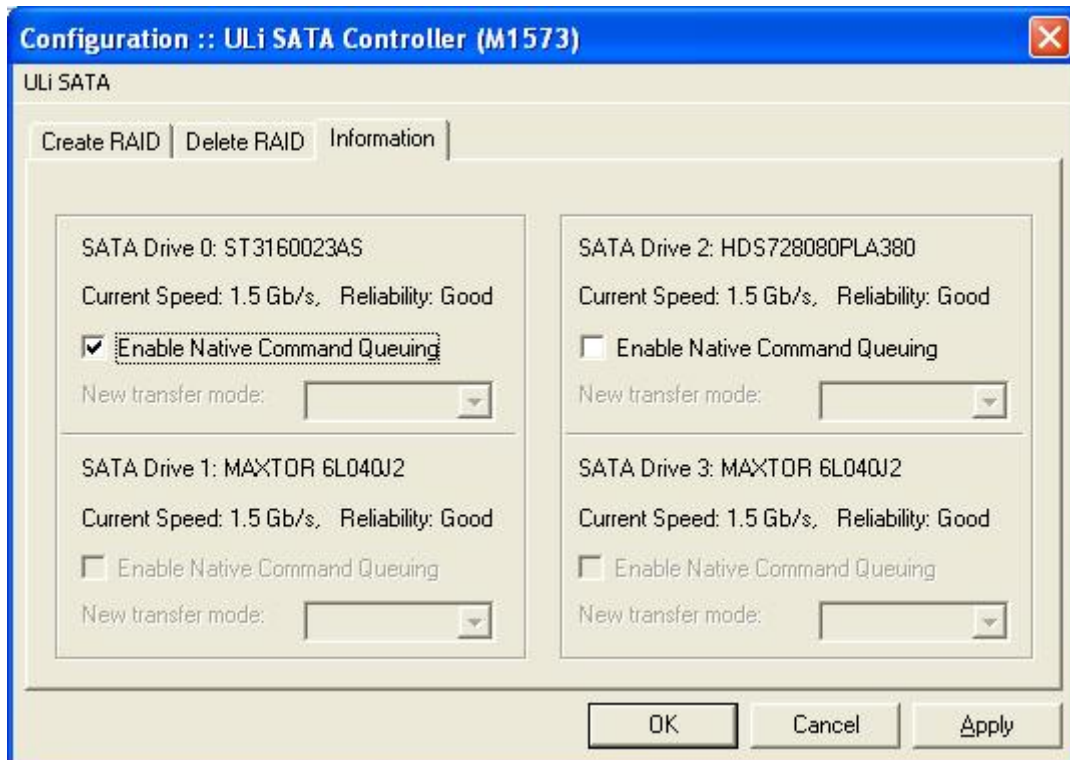 Configuration :: ULi SATA Controller (M1573)
ULi SATA
Create RAID Delete RAID Information
SATA Drive 0: ST3160023AS
Current Speed: 1.5 Gb/s, Reliability: Good
Enable Native Command Queuing
New transfer mode:
SATA Drive 1: MAXTOR 6L040J2
Current Speed: 1.5 Gb/s, Reliability: Good
Enable Native Command Queuing
New transfer mode:
SATA Drive 2: HDS728080PLA380
Current Speed: 1.5 Gb/s, Reliability: Good
Enable Native Command Queuing
New transfer mode:
SATA Drive 3: MAXTOR 6L040J2
Current Speed: 1.5 Gb/s, Reliability: Good
Enable Native Command Queuing
New transfer mode:
OK Cancel Apply